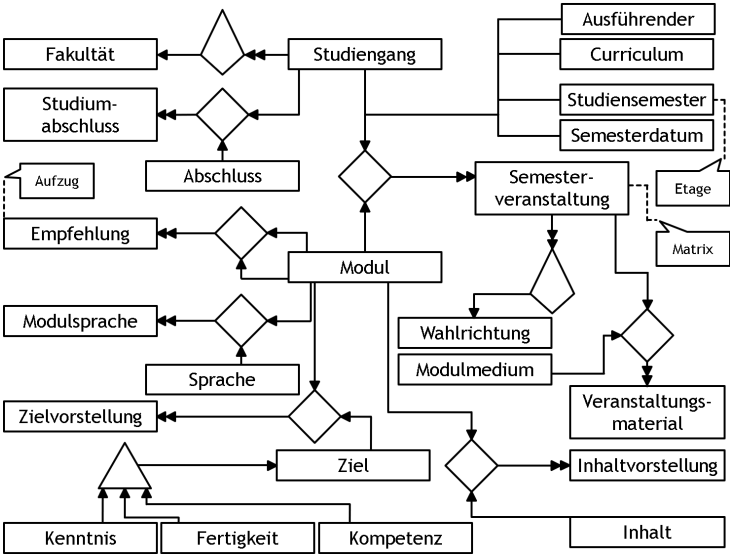 Ausführender
Fakultät
Studiengang
Curriculum
Studium-
abschluss
Studiensemester
Semesterdatum
Abschluss
Aufzug
Semester-
veranstaltung
Etage
Empfehlung
Modul
Matrix
Modulsprache
Wahlrichtung
Sprache
Modulmedium
Zielvorstellung
Veranstaltungs-
material
Ziel
Inhaltvorstellung
Kenntnis
Fertigkeit
Kompetenz
Inhalt